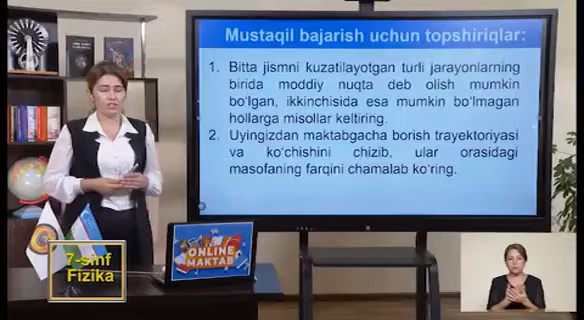 Mustaqil bajarish uchun topshiriqlar:
1. Bitta jismni kuzatilayotgan turli jarayonlarning
birida moddiy nuqta deb olish mumkin
bo'lgan, ikkinchisida esa mumkin bo'lmagan
hollarga misollar keltiring.
2. Uyingizdan maktabgacha borish trayektoriyasi
va ko'chishini chizib, ular orasidagi
masofaning farqini chamalab ko'ring.
7-sinf
Fizika
ONLINE
MAKTAB